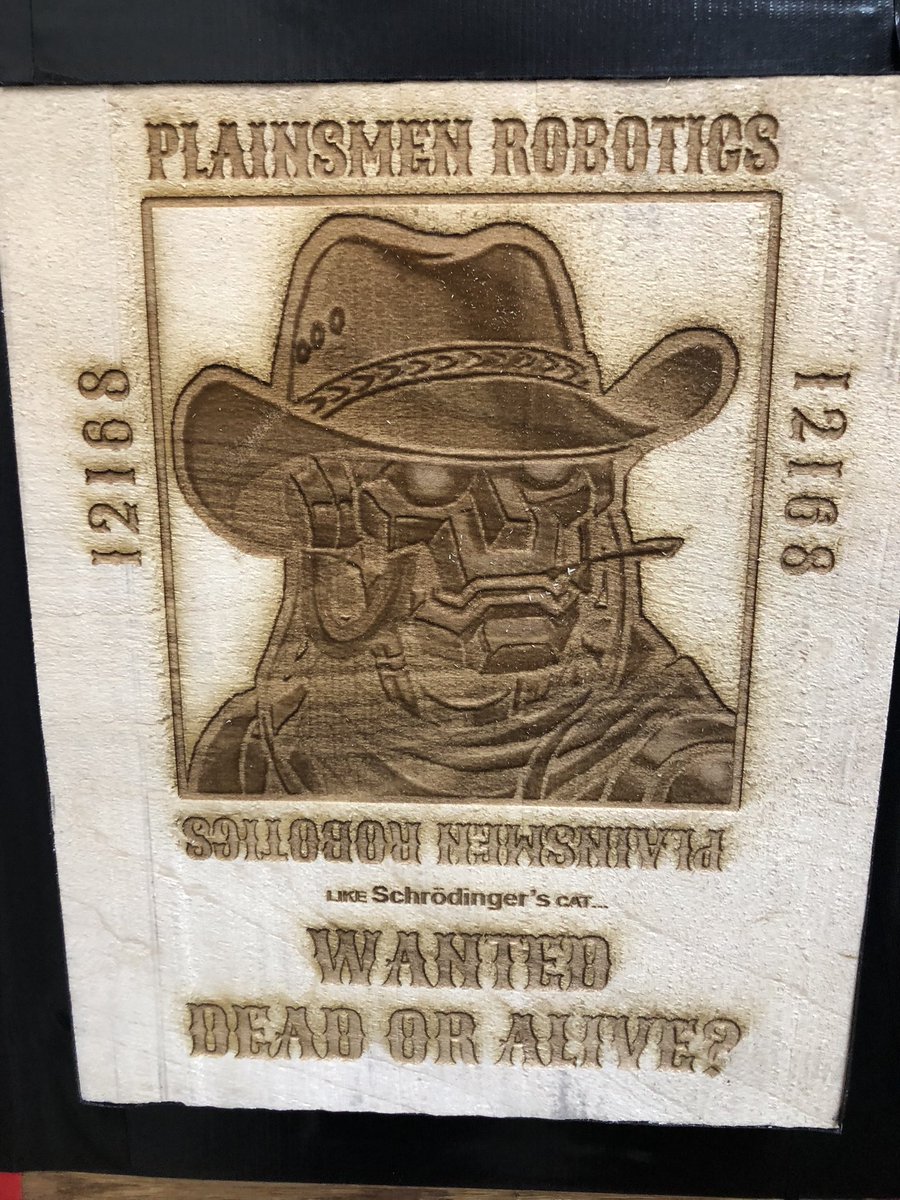 PLAINSMEN ROBOTICS
12168
12168
PLAINSMEN ROBOTICS
LIKE Schrödinger's CAT...
WANTED
DEAD OR ALIVE?